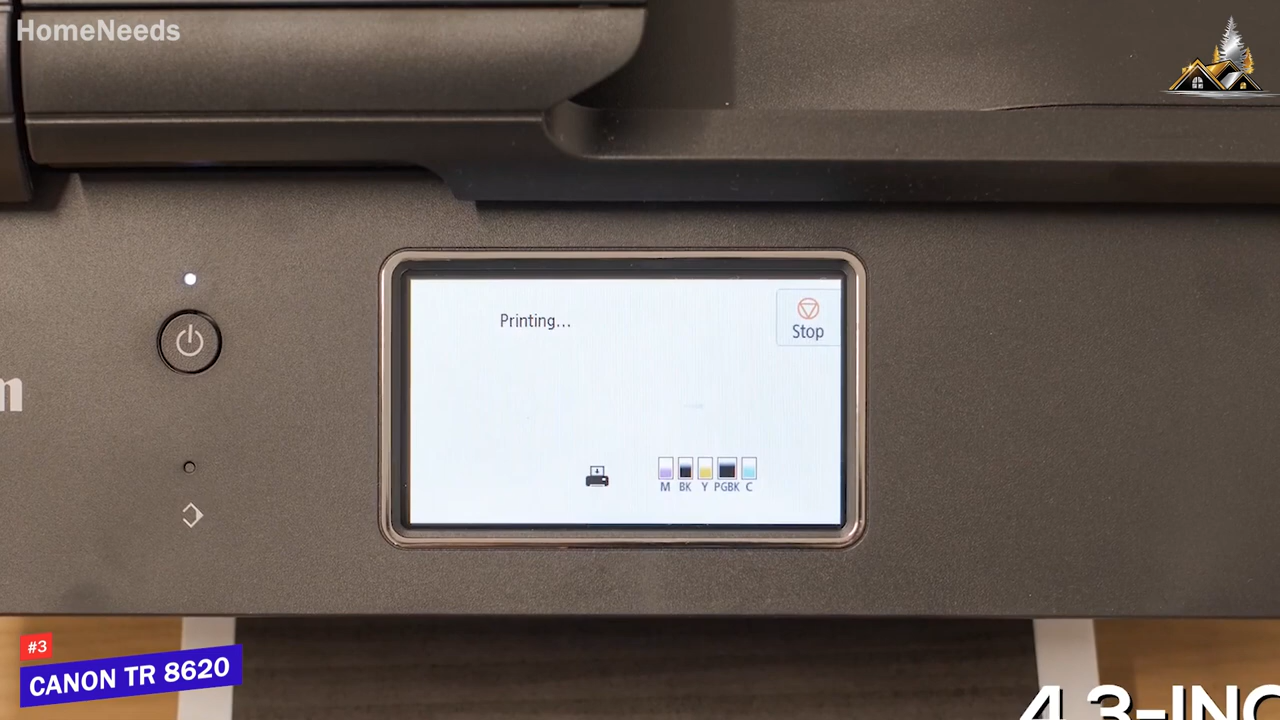 HomeNeeds
Printing...
Stop
M BK Y PGBK C
#3
CANON TR 8620